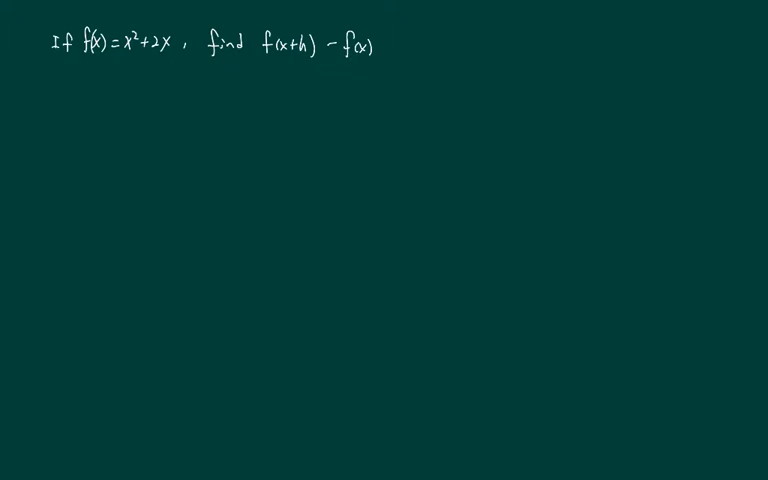 If f(x) = x² + 2x , find f(x+h) - f(x)